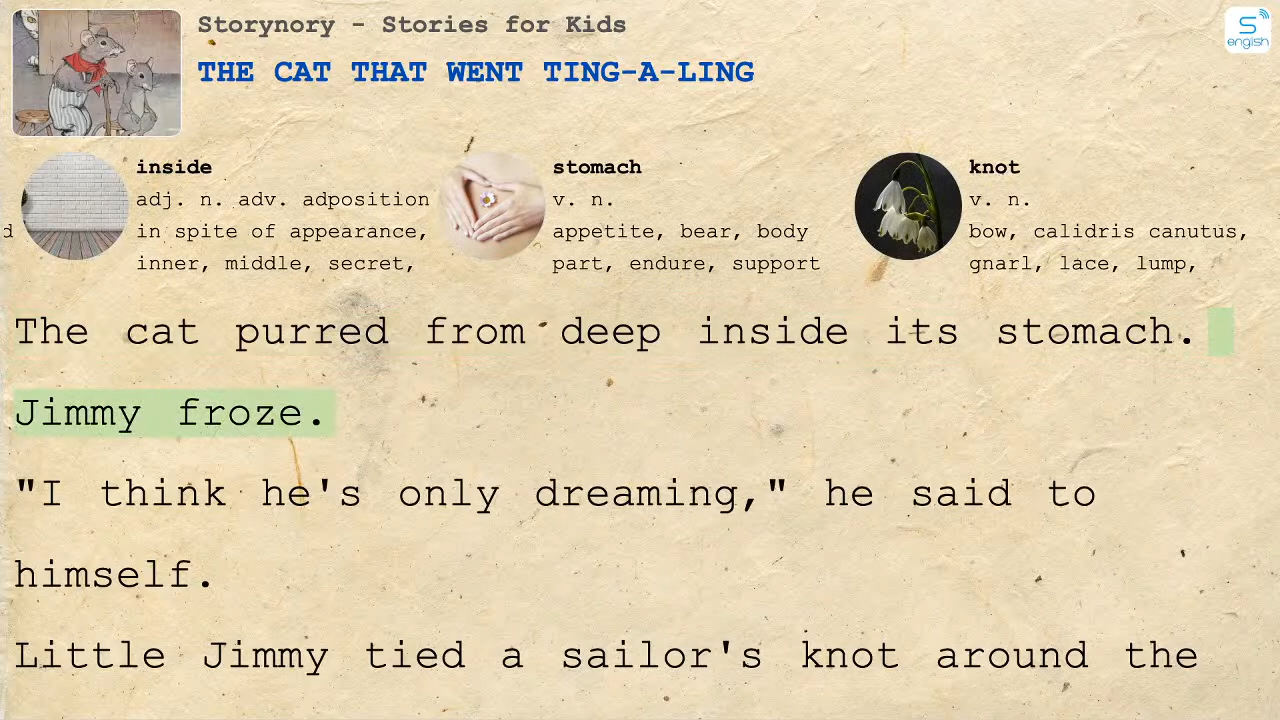 Storynory - Stories for Kids
THE CAT THAT WENT TING-A-LING
S
english
inside
adj. n. adv. adposition
in spite of appearance,
inner, middle, secret,
stomach
v. n.
appetite, bear, body
part, endure, support
knot
v. n.
bow, calidris canutus,
gnarl, lace, lump,
d
The cat purred from deep inside its stomach.
Jimmy froze.
"I think he's only dreaming," he said to
himself.
Little Jimmy tied a sailor's knot around the